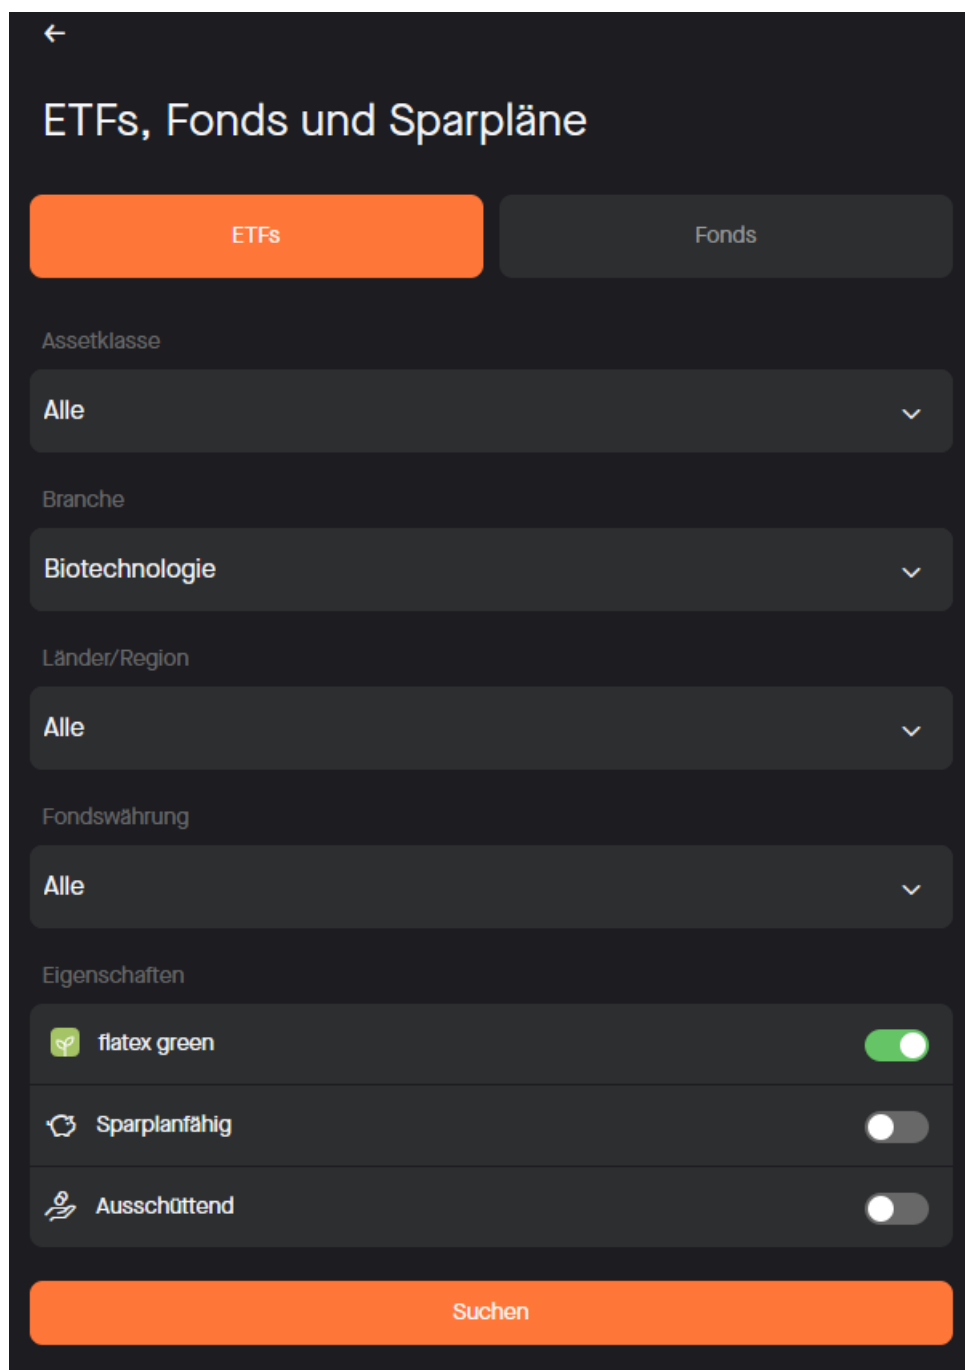 ETFs, Fonds und Sparpläne
ETFs
Fonds
Assetklasse
Alle
Branche
Biotechnologie
Länder/Region
Alle
Fondswährung
Alle
Eigenschaften
flatex green
Sparplanfähig
Ausschüttend
Suchen